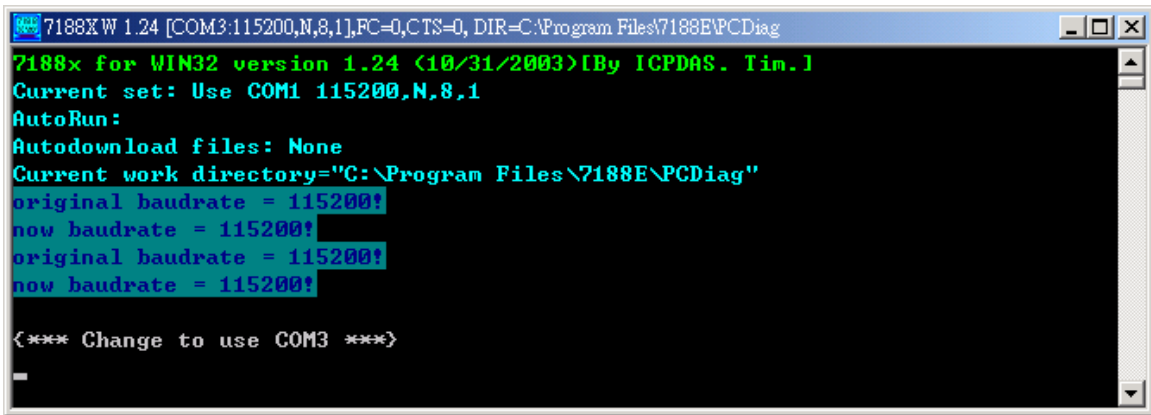 7188XW 1.24 [COM3:115200,N,8,1],FC=0,CTS=0, DIR=C:\Program Files\7188E\PCDiag
7188x for WIN32 version 1.24 (10/31/2003)[By ICPDAS. Tim.]
Current set: Use COM1 115200,N,8,1
AutoRun:
Autodownload files: None
Current work directory="C:\Program Files\7188E\PCDiag"
original baudrate = 115200!
now baudrate = 115200!
original baudrate = 115200!
now baudrate = 115200!
{*** Change to use COM3 ***}